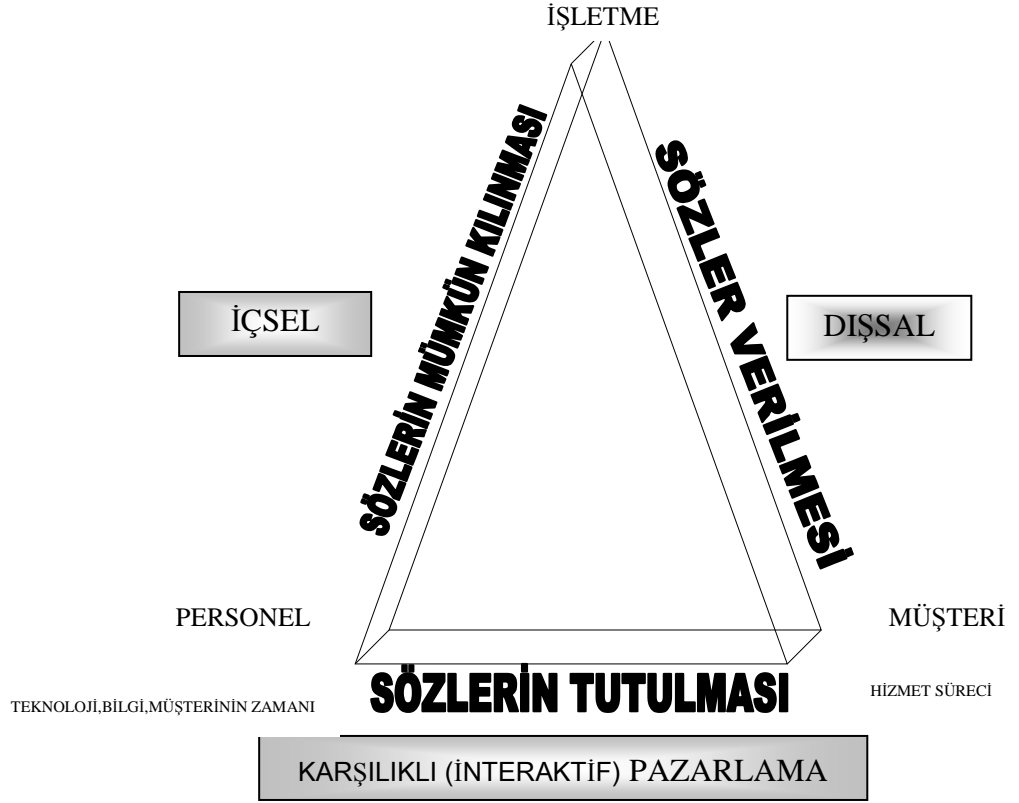 İŞLETME
SÖZLERİN MÜMKÜN KILINMASI
SÖZLER VERİLMESİ
İÇSEL
DIŞSAL
PERSONEL
MÜŞTERİ
SÖZLERİN TUTULMASI
HİZMET SÜRECİ
TEKNOLOJİ,BİLGİ,MÜŞTERİNİN ZAMANI
KARŞILIKLI (İNTERAKTİF) PAZARLAMA